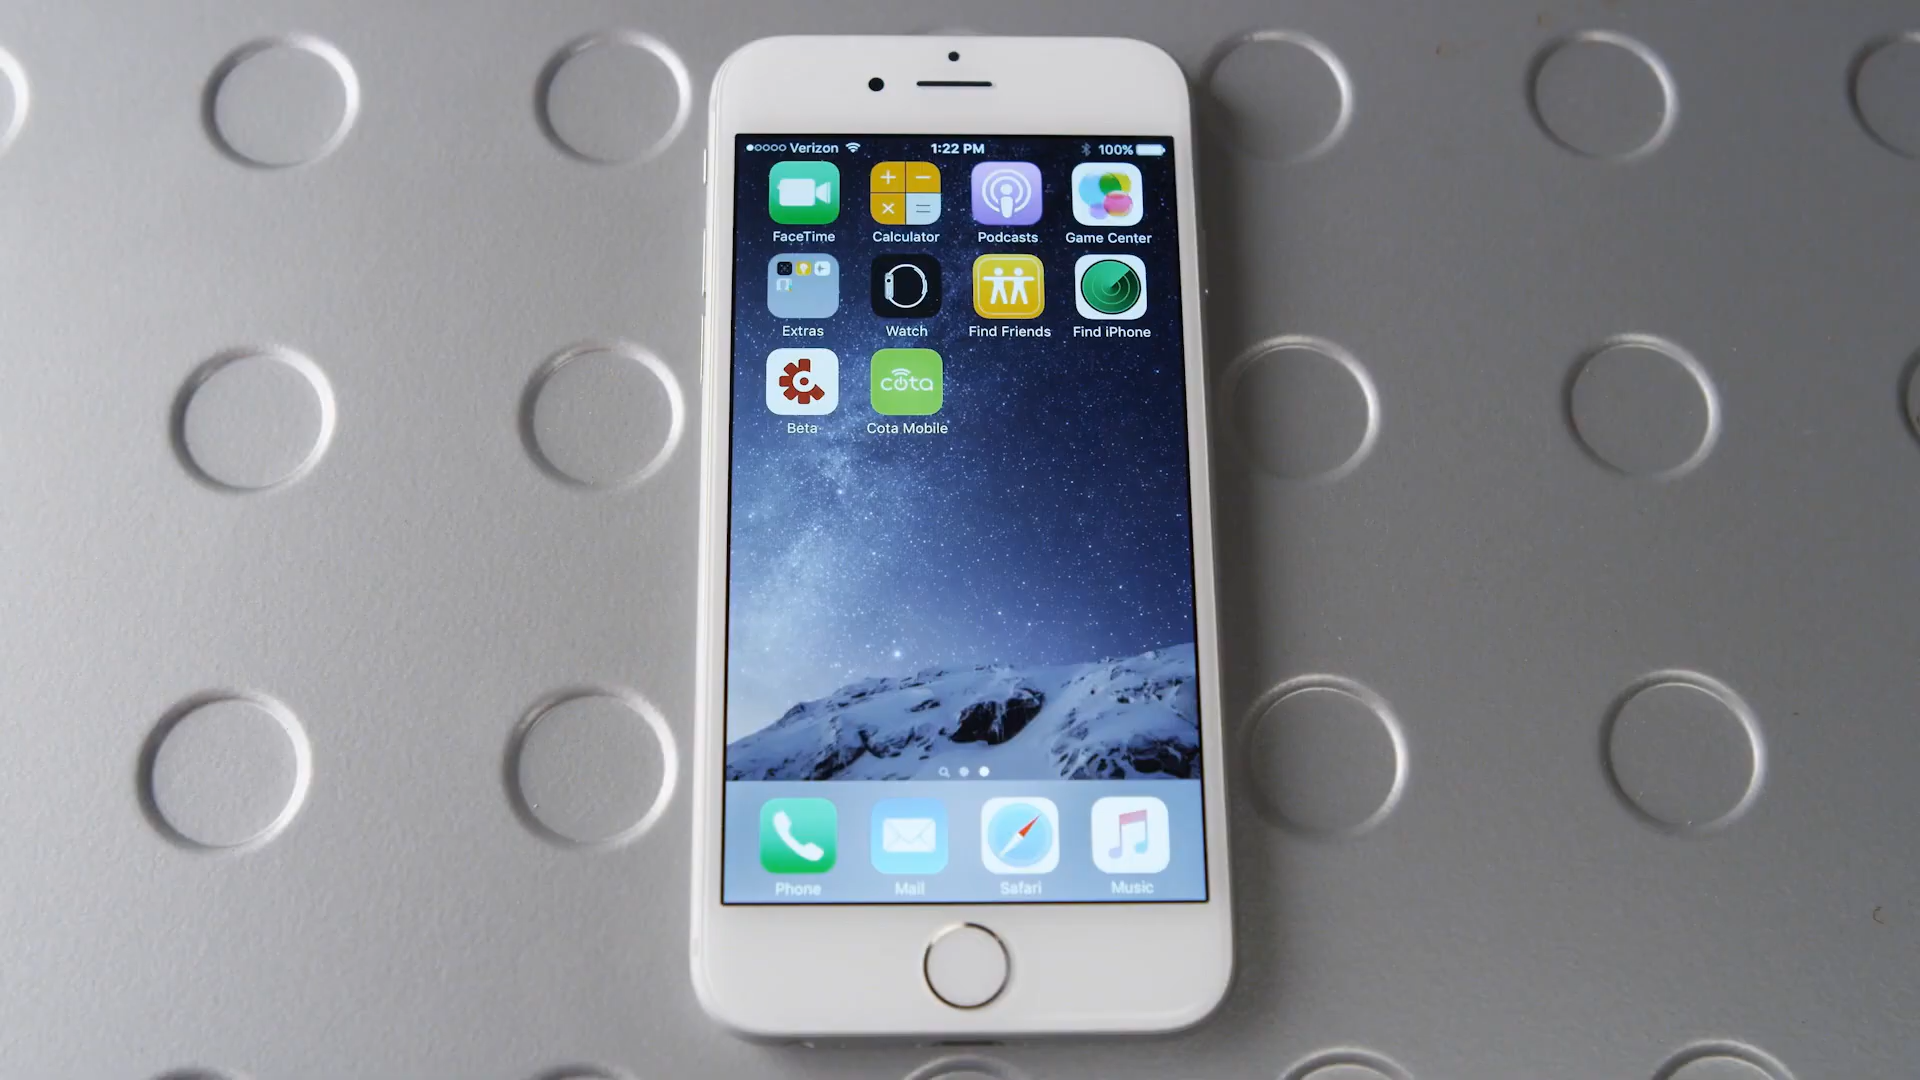 Verizon 1:22 PM 100%
FaceTime Calculator Podcasts Game Center
Extras Watch Find Friends Find iPhone
cota
Beta Cota Mobile
Phone Mail Safari Music